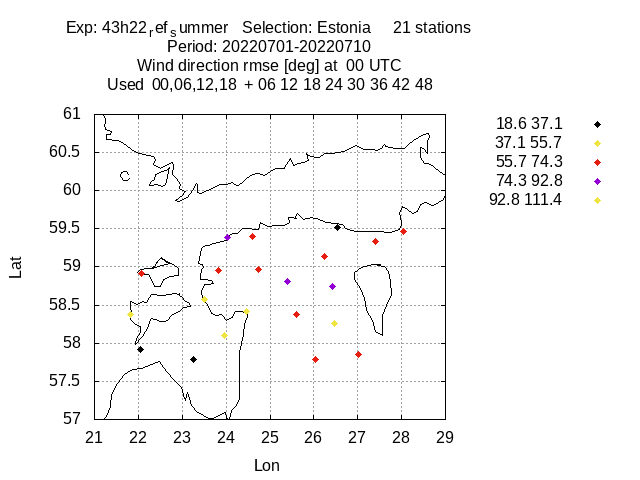 Exp: 43h22refsummer Selection: Estonia 21 stations
Period: 20220701-20220710
Wind direction rmse [deg] at 00 UTC
Used 00,06,12,18 + 06 12 18 24 30 36 42 48
18.6 37.1
37.1 55.7
55.7 74.3
74.3 92.8
92.8 111.4
Lat
61
60.5
60
59.5
59
58.5
58
57.5
57
21 22 23 24 25 26 27 28 29
Lon